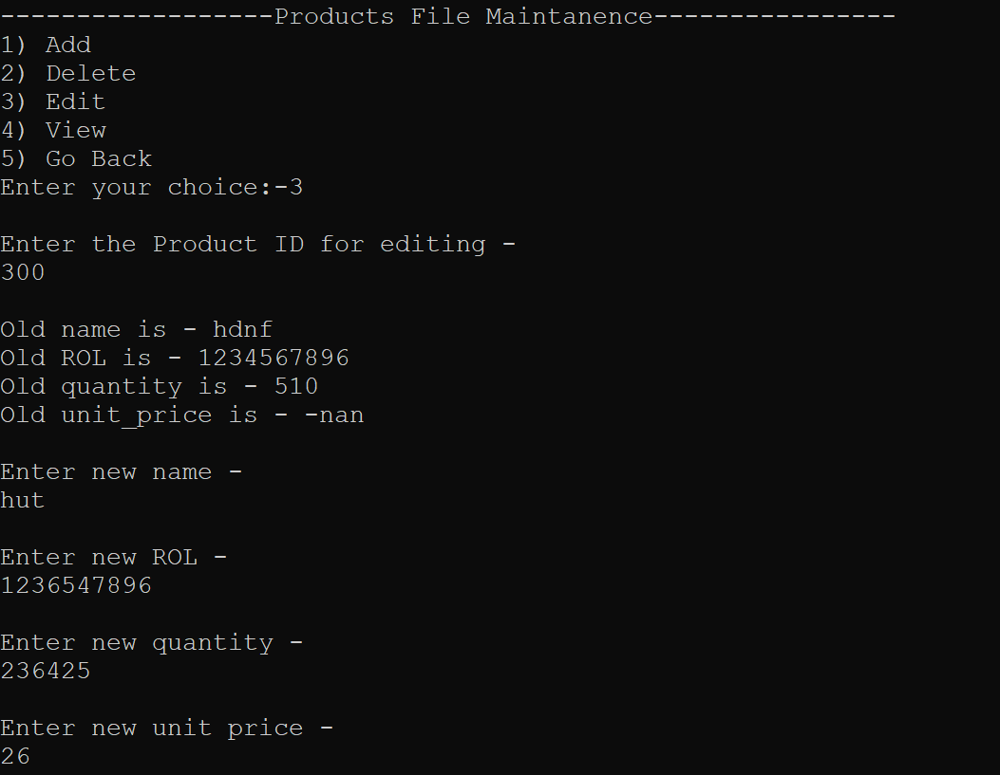 ------------------Products File Maintanence----------------
1) Add
2) Delete
3) Edit
4) View
5) Go Back
Enter your choice:-3
Enter the Product ID for editing -
300
Old name is - hdnf
Old ROL is - 1234567896
Old quantity is - 510
Old unit_price is - -nan
Enter new name -
hut
Enter new ROL -
1236547896
Enter new quantity -
236425
Enter new unit price -
26